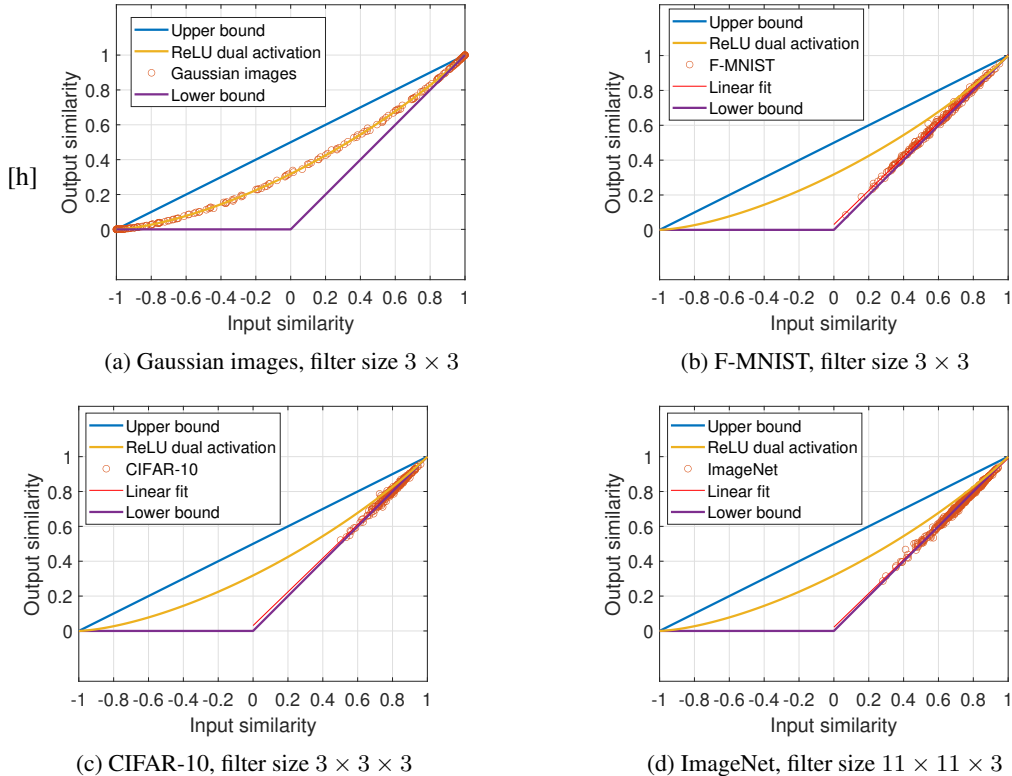 [h]
Upper bound
ReLU dual activation
Gaussian images
Lower bound
Output similarity
1
0.8
0.6
0.4
0.2
0
-1 -0.8 -0.6 -0.4 -0.2 0 0.2 0.4 0.6 0.8 1
Input similarity
(a) Gaussian images, filter size 3 × 3
Upper bound
ReLU dual activation
F-MNIST
Linear fit
Lower bound
Output similarity
1
0.8
0.6
0.4
0.2
0
-1 -0.8 -0.6 -0.4 -0.2 0 0.2 0.4 0.6 0.8 1
Input similarity
(b) F-MNIST, filter size 3 × 3
Upper bound
ReLU dual activation
CIFAR-10
Linear fit
Lower bound
Output similarity
1
0.8
0.6
0.4
0.2
0
-1 -0.8 -0.6 -0.4 -0.2 0 0.2 0.4 0.6 0.8 1
Input similarity
(c) CIFAR-10, filter size 3 × 3 × 3
Upper bound
ReLU dual activation
ImageNet
Linear fit
Lower bound
Output similarity
1
0.8
0.6
0.4
0.2
0
-1 -0.8 -0.6 -0.4 -0.2 0 0.2 0.4 0.6 0.8 1
Input similarity
(d) ImageNet, filter size 11 × 11 × 3